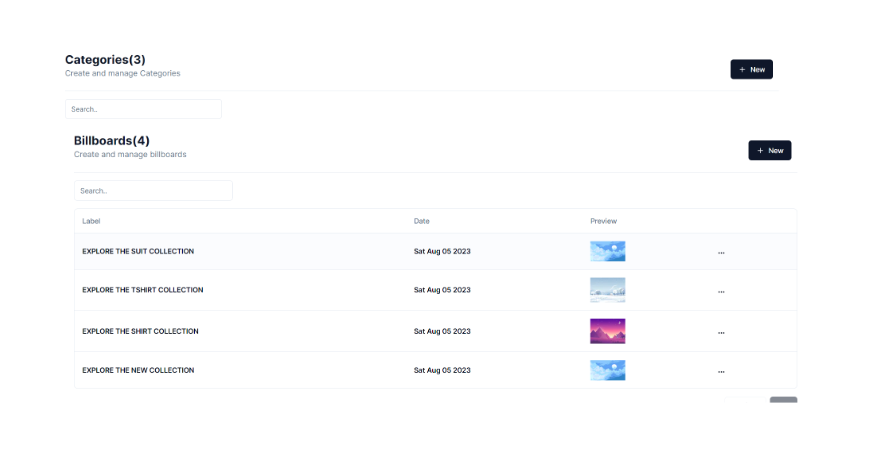 Categories(3)
Create and manage Categories
+ New
Search..
Billboards(4)
Create and manage billboards
+ New
Search..
Label Date Preview
EXPLORE THE SUIT COLLECTION Sat Aug 05 2023 ...
EXPLORE THE TSHIRT COLLECTION Sat Aug 05 2023 ...
EXPLORE THE SHIRT COLLECTION Sat Aug 05 2023 ...
EXPLORE THE NEW COLLECTION Sat Aug 05 2023 ...